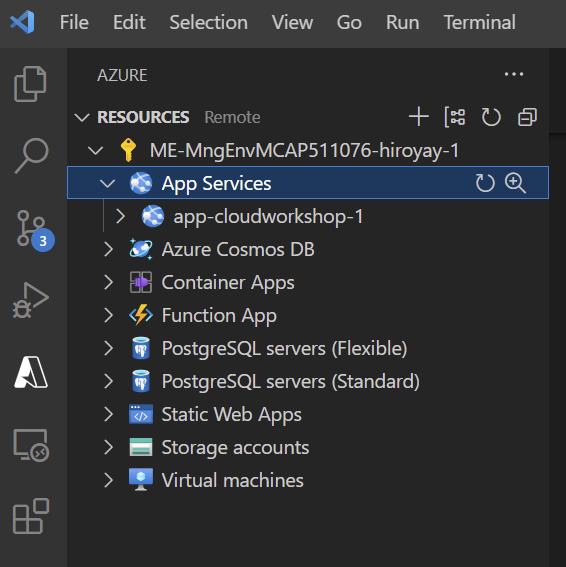 File Edit Selection View Go Run Terminal
AZURE
RESOURCES Remote
ME-MngEnvMCAP511076-hiroyay-1
App Services
app-cloudworkshop-1
Azure Cosmos DB
3
Container Apps
Function App
PostgreSQL servers (Flexible)
PostgreSQL servers (Standard)
Static Web Apps
Storage accounts
Virtual machines